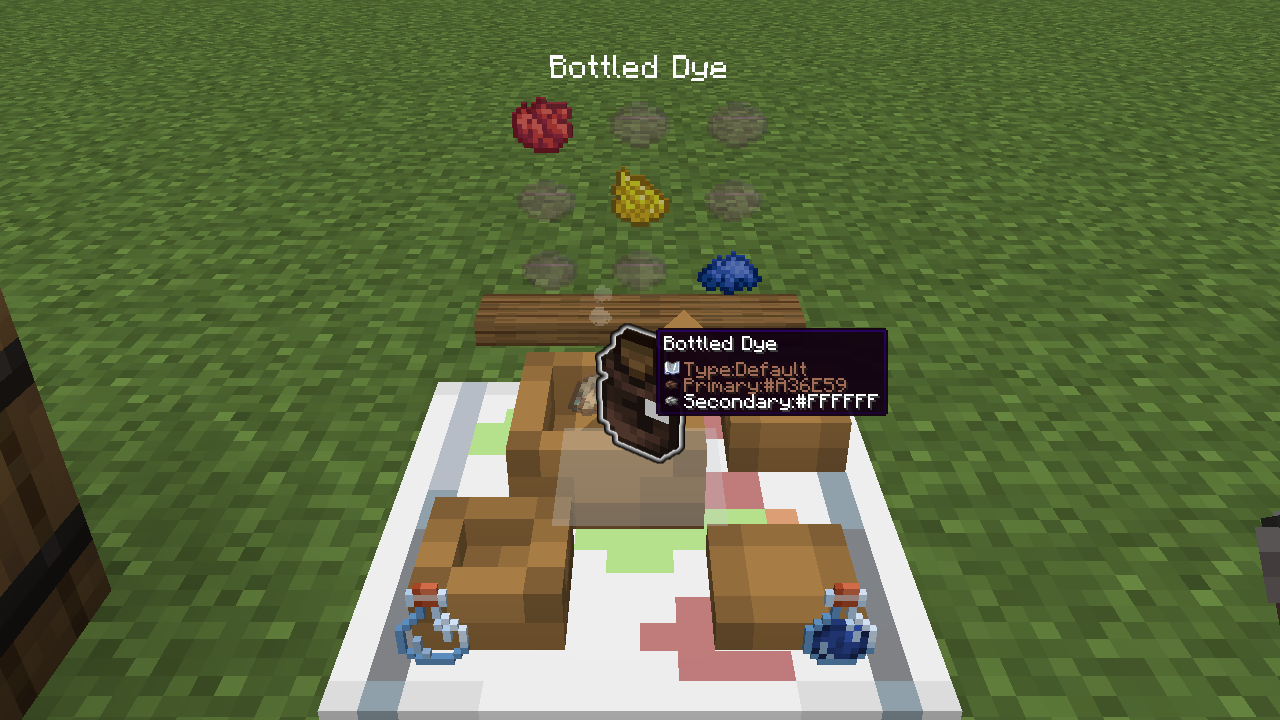 Bottled Dye
Bottled Dye
Type:Default
Primary:#A36E59
Secondary:#FFFFFF